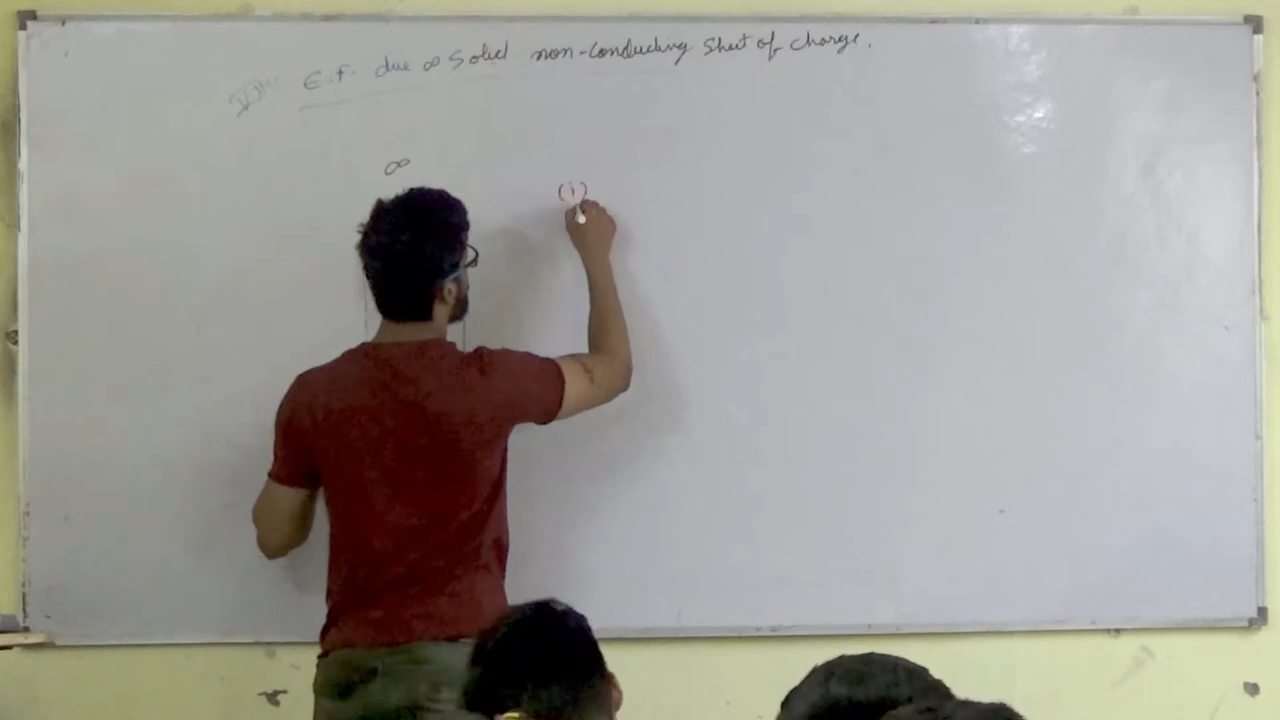 E.F. due ∞ Solid non-Conducting Sheet of charge.
∞
(i)